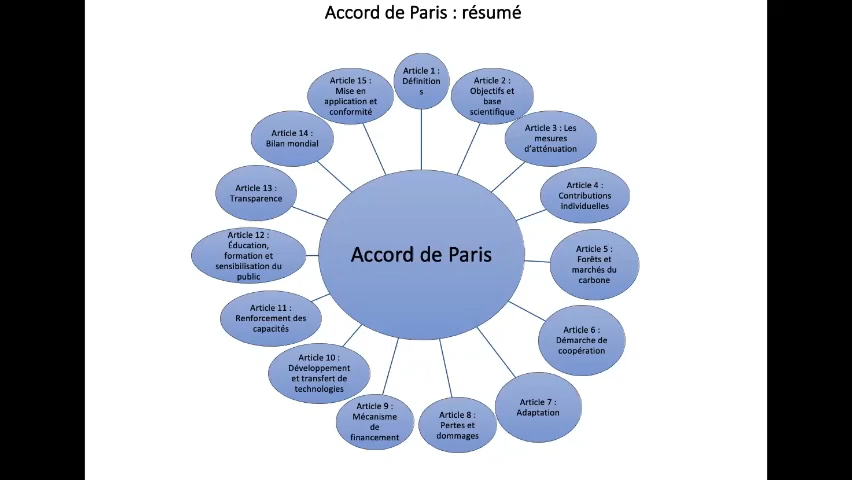 Accord de Paris : résumé
Article 1 :
Définition
s
Article 2 :
Objectifs et
base
scientifique
Article 3 : Les
mesures
d'atténuation
Article 4 :
Contributions
individuelles
Article 5 :
Forêts et
marchés du
carbone
Article 6 :
Démarche de
coopération
Article 7 :
Adaptation
Article 8 :
Pertes et
dommages
Article 9 :
Mécanisme
de
financement
Article 10 :
Développement
et transfert de
technologies
Article 11 :
Renforcement des
capacités
Article 12 :
Éducation,
formation et
sensibilisation du
public
Article 13 :
Transparence
Article 14 :
Bilan mondial
Article 15 :
Mise en
application et
conformité
Accord de Paris